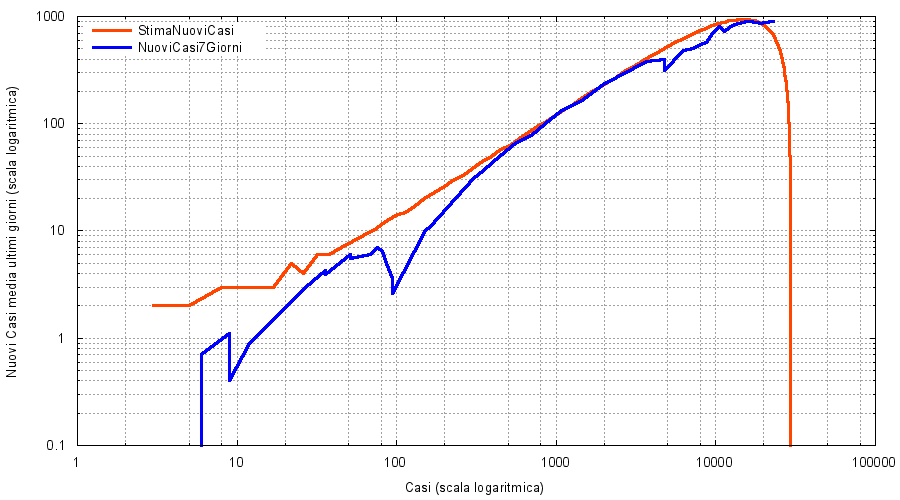 1000
100
10
1
0.1
StimaNuoviCasi
NuoviCasi7Giorni
Nuovi Casi media ultimi giorni (scala logaritmica)
1 10 100 1000 10000 100000
Casi (scala logaritmica)